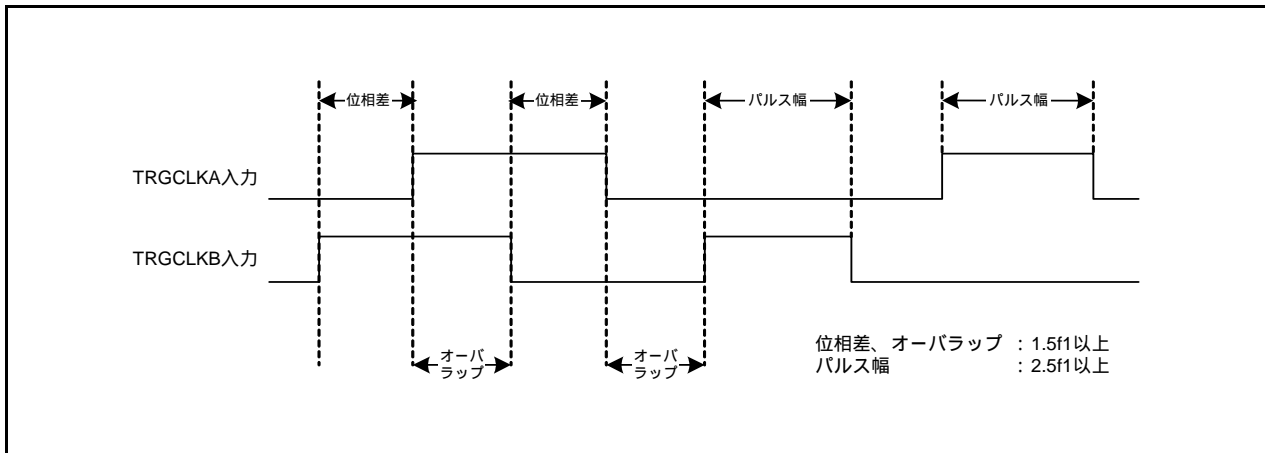 位相差
位相差
パルス幅
パルス幅
TRGCLKA入力
TRGCLKB入力
オーバ
ラップ
オーバ
ラップ
位相差、オーバラップ : 1.5f1以上
パルス幅 : 2.5f1以上